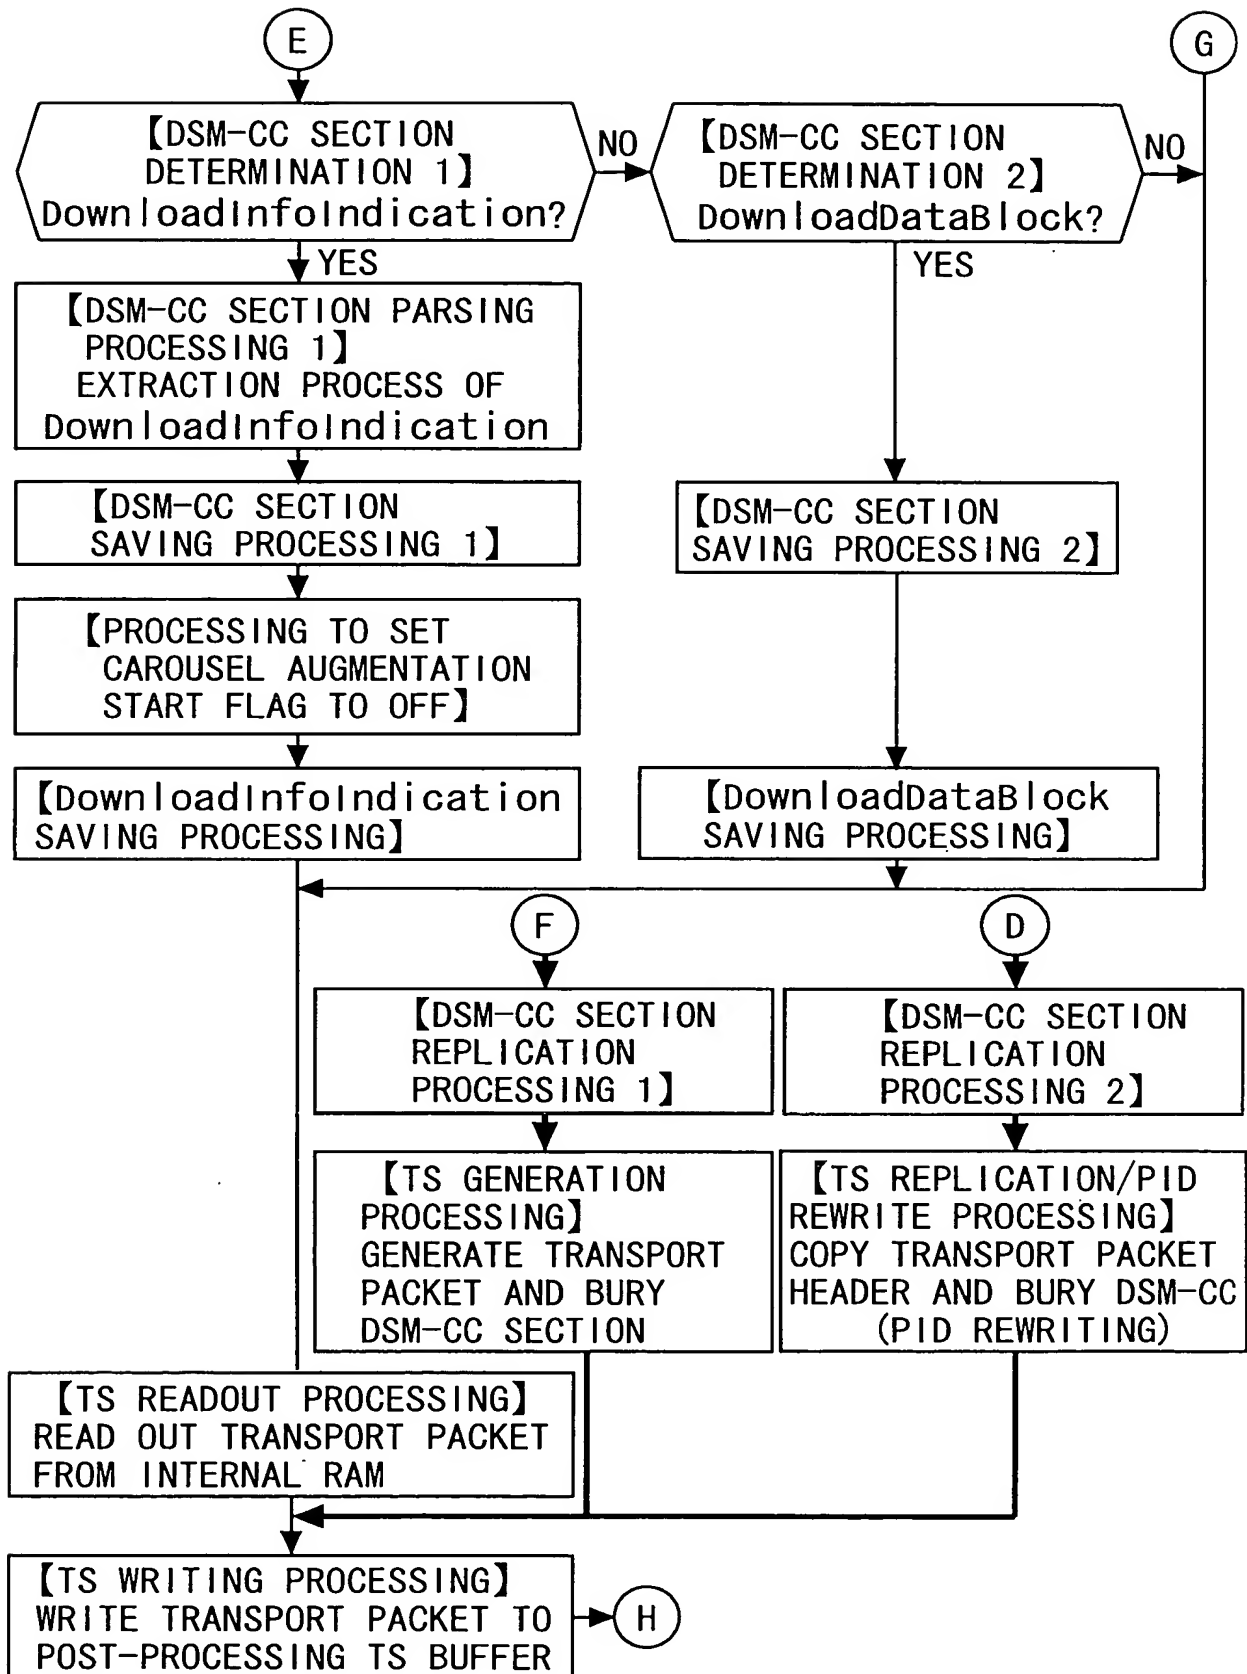 E
G
【DSM-CC SECTION
DETERMINATION 1】
DownloadInfoIndication?
NO
【DSM-CC SECTION
DETERMINATION 2】
DownloadDataBlock?
NO
YES
YES
【DSM-CC SECTION PARSING
PROCESSING 1】
EXTRACTION PROCESS OF
DownloadInfoIndication
【DSM-CC SECTION
SAVING PROCESSING 1】
【DSM-CC SECTION
SAVING PROCESSING 2】
【PROCESSING TO SET
CAROUSEL AUGMENTATION
START FLAG TO OFF】
【DownloadInfoIndication
SAVING PROCESSING】
【DownloadDataBlock
SAVING PROCESSING】
F
D
【DSM-CC SECTION
REPLICATION
PROCESSING 1】
【DSM-CC SECTION
REPLICATION
PROCESSING 2】
【TS GENERATION
PROCESSING】
GENERATE TRANSPORT
PACKET AND BURY
DSM-CC SECTION
【TS REPLICATION/PID
REWRITE PROCESSING】
COPY TRANSPORT PACKET
HEADER AND BURY DSM-CC
(PID REWRITING)
【TS READOUT PROCESSING】
READ OUT TRANSPORT PACKET
FROM INTERNAL RAM
【TS WRITING PROCESSING】
WRITE TRANSPORT PACKET TO
POST-PROCESSING TS BUFFER
H